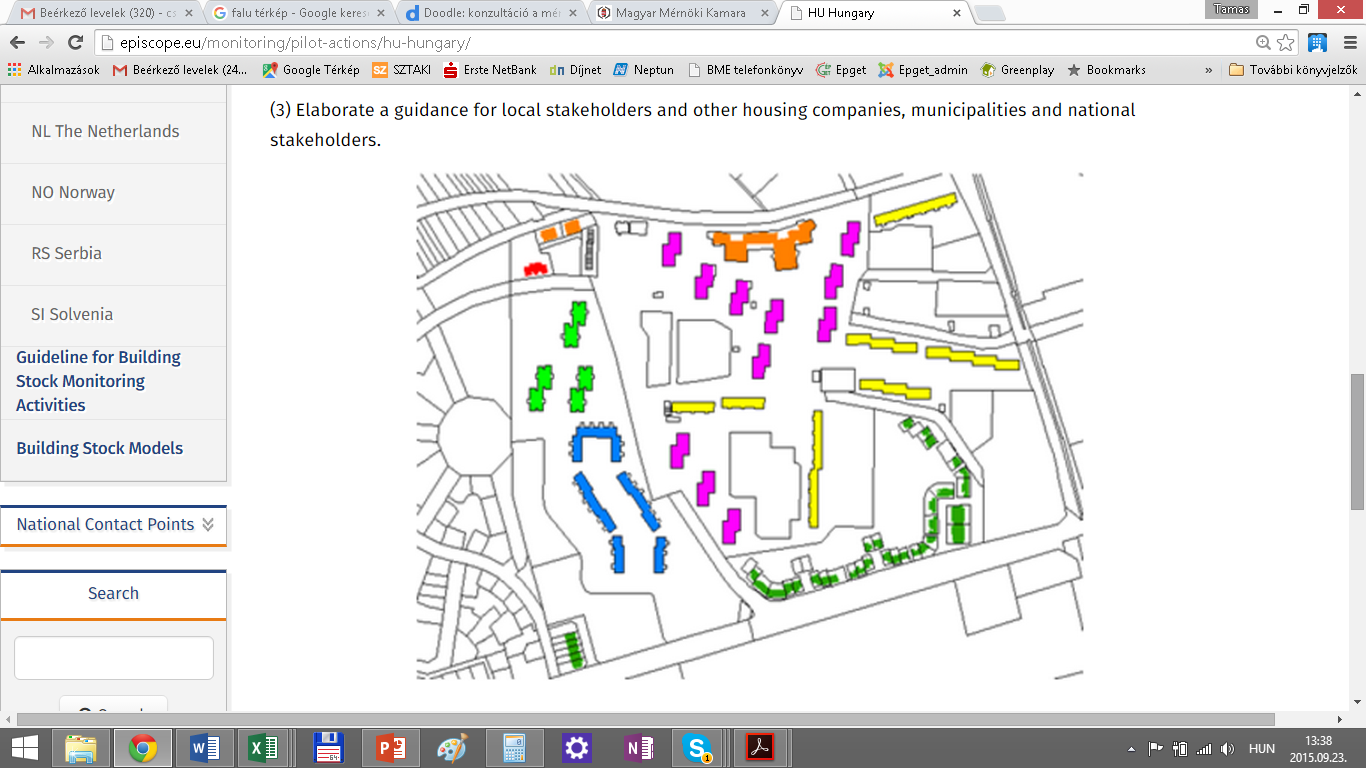 Beérkező levelek (320) - cs
falu térkép - Google keres
Doodle: konzultáció a mér
Magyar Mérnöki Kamara
HU Hungary
Tamas
episcope.eu/monitoring/pilot-actions/hu-hungary/
Alkalmazások
Beérkező levelek (24...
Google Térkép
SZTAKI
Erste NetBank
Díjnet
Neptun
BME telefonkönyv
Epget
Epget_admin
Greenplay
Bookmarks
»
További könyvjelzők
(3) Elaborate a guidance for local stakeholders and other housing companies, municipalities and national
stakeholders.
NL The Netherlands
NO Norway
RS Serbia
SI Solvenia
Guideline for Building
Stock Monitoring
Activities
Building Stock Models
National Contact Points
Search
HUN
13:38
2015.09.23.